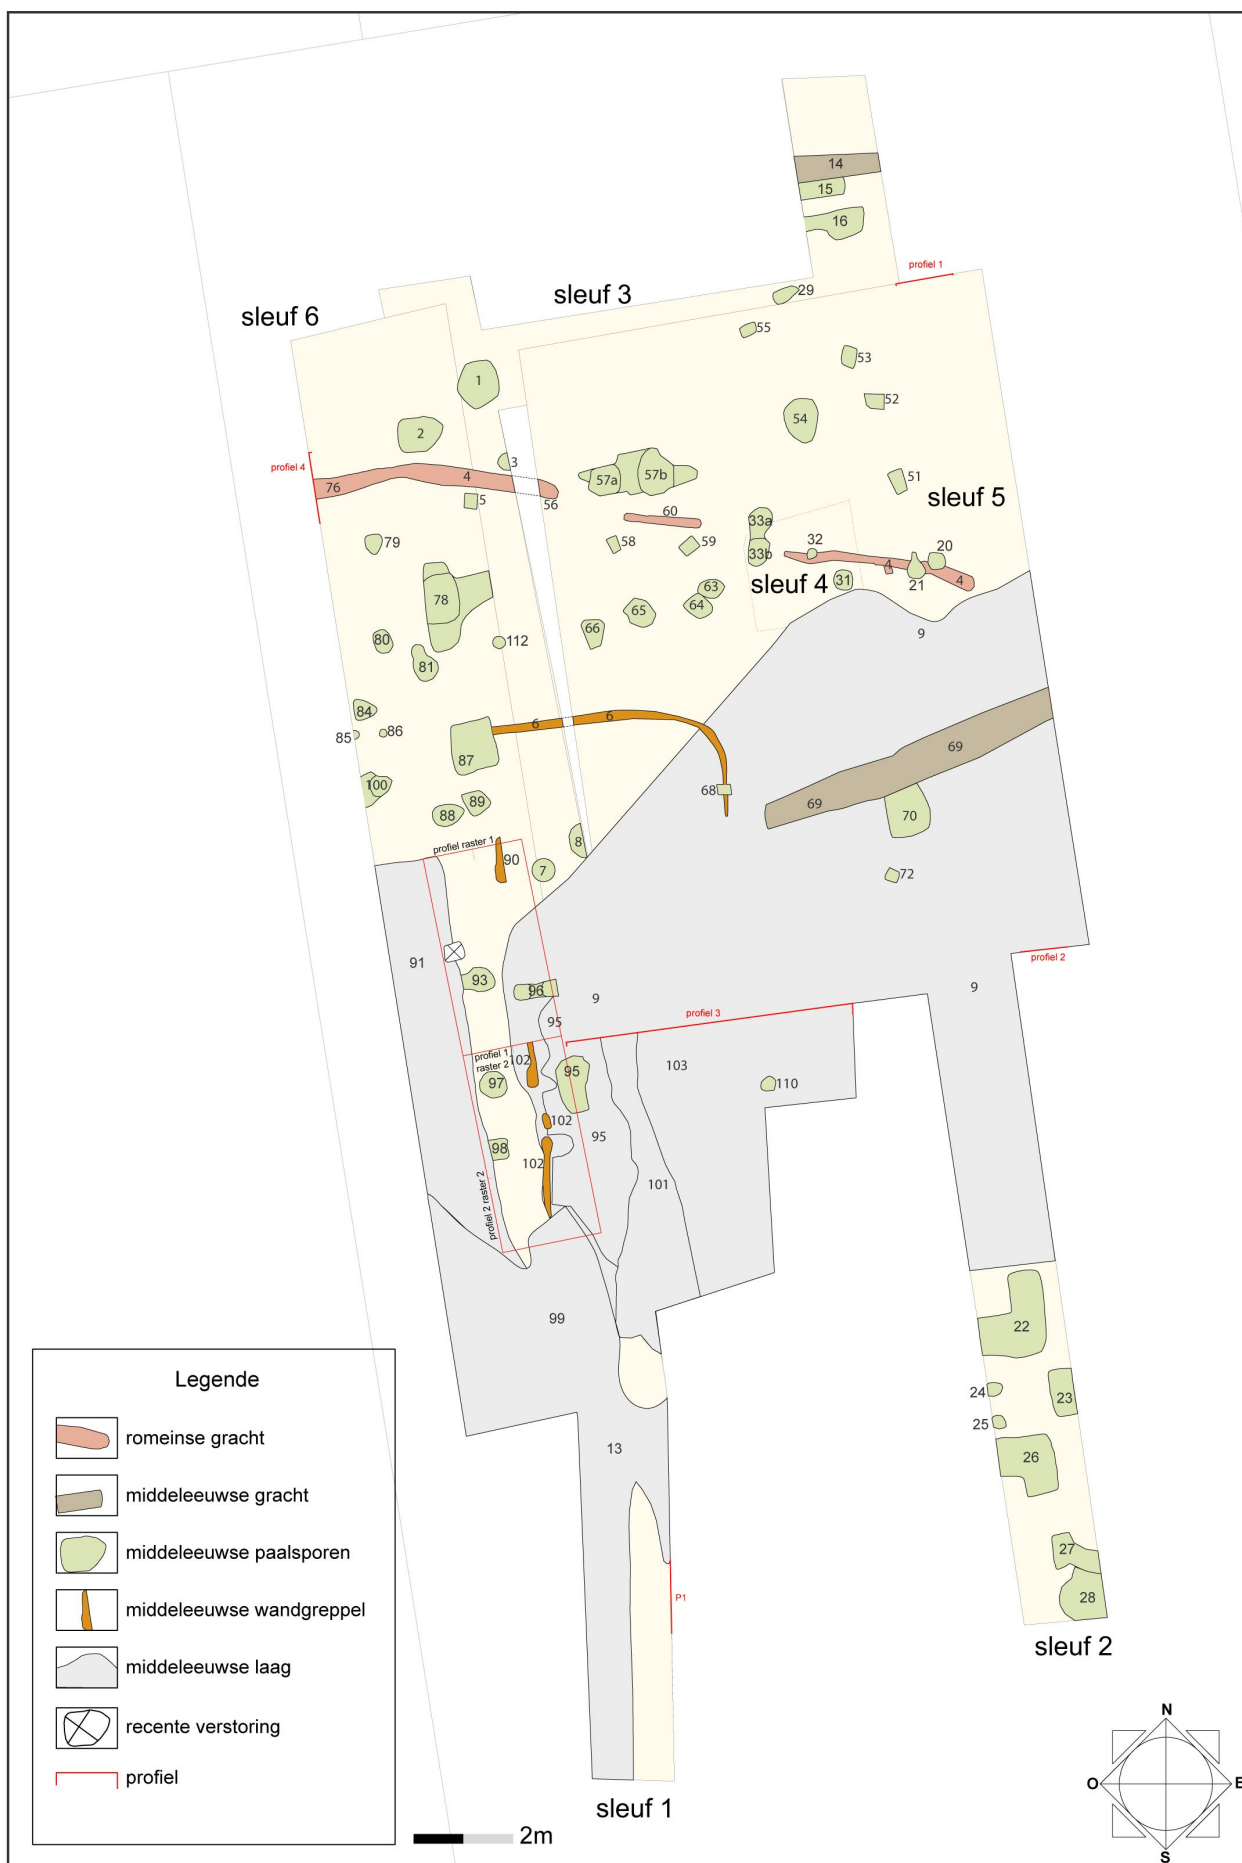 14
15
16
profiel 1
sleuf 3
29
sleuf 6
55
53
1
52
54
2
3
profiel 4
4
76
57a
57b
51
5
56
sleuf 5
60
33a
79
58
59
33b
32
20
sleuf 4
4
21
4
78
63
31
64
65
66
9
80
112
81
84
6
6
85
86
87
69
100
68
69
89
88
70
8
profiel raster 1
90
7
72
91
93
96
9
9
profiel 2
95
profiel 3
profiel 1
raster 2
102
103
97
95
110
102
95
98
102
101
profiel 2 raster 2
99
22
24
23
25
13
26
27
28
P1
sleuf 2
sleuf 1
Legende
romeinse gracht
middeleeuwse gracht
middeleeuwse paalsporen
middeleeuwse wandgreppel
middeleeuwse laag
recente verstoring
profiel
2m
N
O
E
S